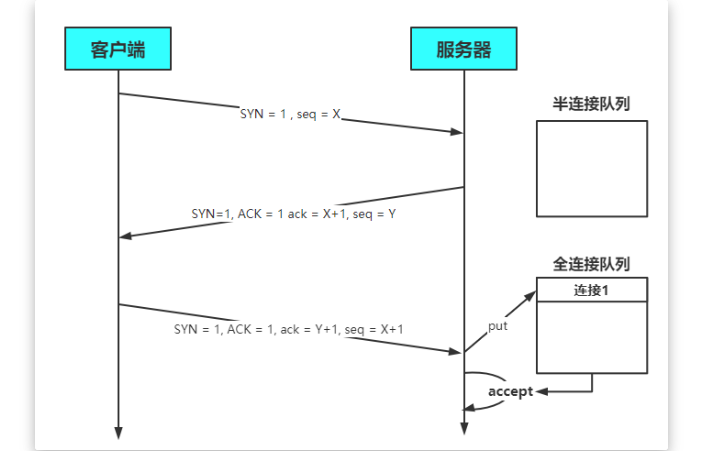 客户端
服务器
SYN = 1 , seq = X
半连接队列
SYN=1, ACK = 1 ack = X+1, seq = Y
全连接队列
连接1
SYN = 1, ACK = 1, ack = Y+1, seq = X+1
put
accept